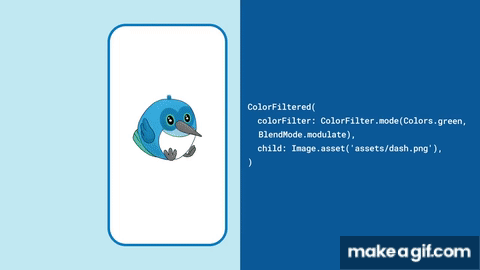 ColorFiltered(
colorFilter: ColorFilter.mode(Colors.green,
BlendMode.modulate),
child: Image.asset('assets/dash.png'),
)
makeagif.com